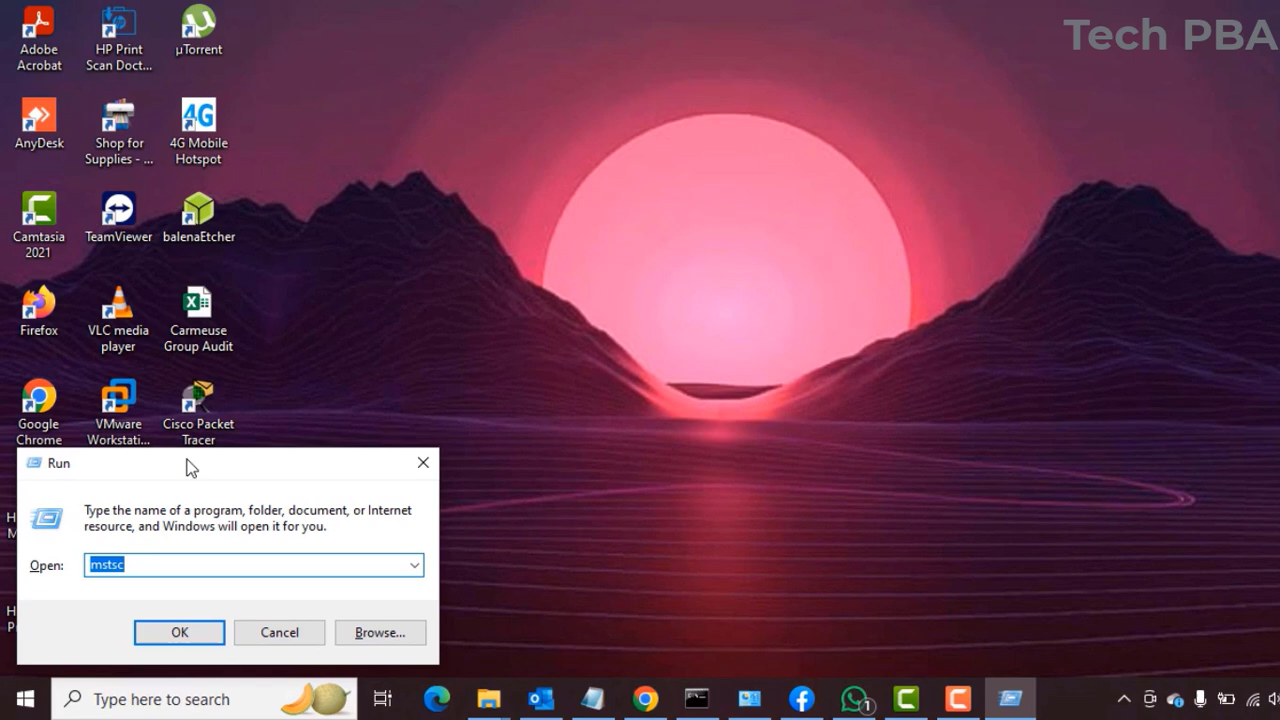 Tech PBA
Adobe
Acrobat
HP Print
Scan Doct...
µTorrent
AnyDesk
Shop for
Supplies - ...
4G
4G Mobile
Hotspot
Camtasia
2021
TeamViewer
balenaEtcher
Firefox
VLC media
player
Carmeuse
Group Audit
Google
Chrome
VMware
Workstati...
Cisco Packet
Tracer
Run
Type the name of a program, folder, document, or Internet
resource, and Windows will open it for you.
Open:
mstsc
OK
Cancel
Browse...
Type here to search
1